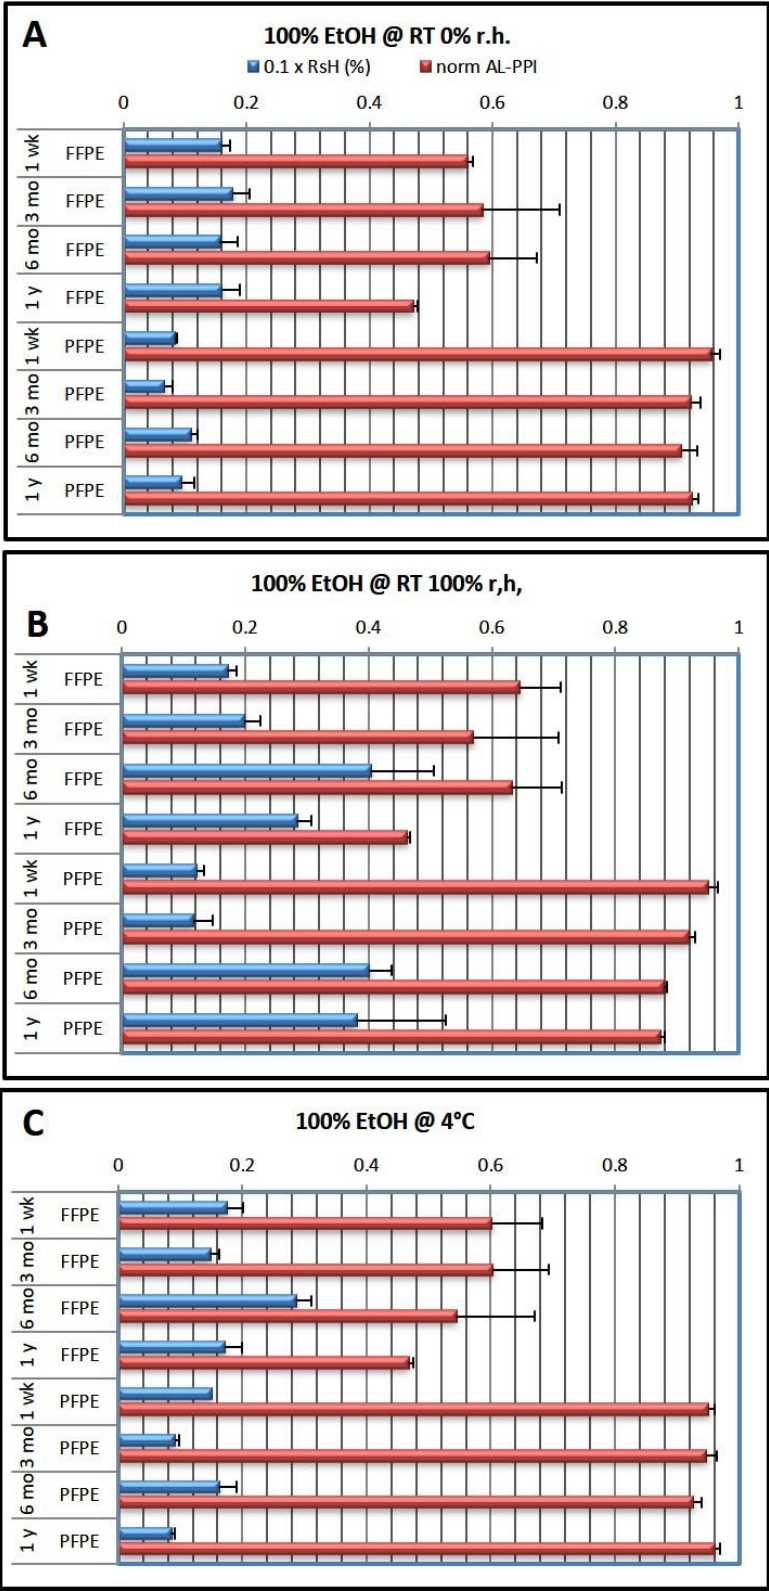 A
100% EtOH @ RT 0% r.h.
0.1 x RsH (%) norm AL-PPI
0 0.2 0.4 0.6 0.8 1
1 wk FFPE
3 mo FFPE
6 mo FFPE
1 y FFPE
1 wk PFPE
3 mo PFPE
6 mo PFPE
1 y PFPE
100% EtOH @ RT 100% r,h,
B
0 0.2 0.4 0.6 0.8 1
1 wk FFPE
3 mo FFPE
6 mo FFPE
1 y FFPE
1 wk PFPE
3 mo PFPE
6 mo PFPE
1 y PFPE
C
100% EtOH @ 4°C
0 0.2 0.4 0.6 0.8 1
1 wk FFPE
3 mo FFPE
6 mo FFPE
1 y FFPE
1 wk PFPE
3 mo PFPE
6 mo PFPE
1 y PFPE